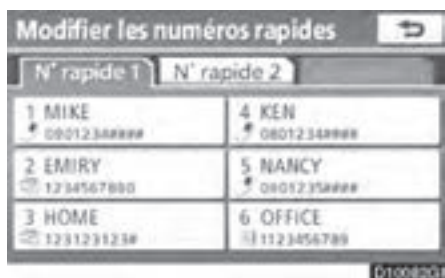 Modifier les numéros rapides
N° rapide 1 N° rapide 2
1 MIKE
0801234####
4 KEN
0801234####
2 EMIRY
1234567890
5 NANCY
0801235####
3 HOME
123123123#
6 OFFICE
1123456789